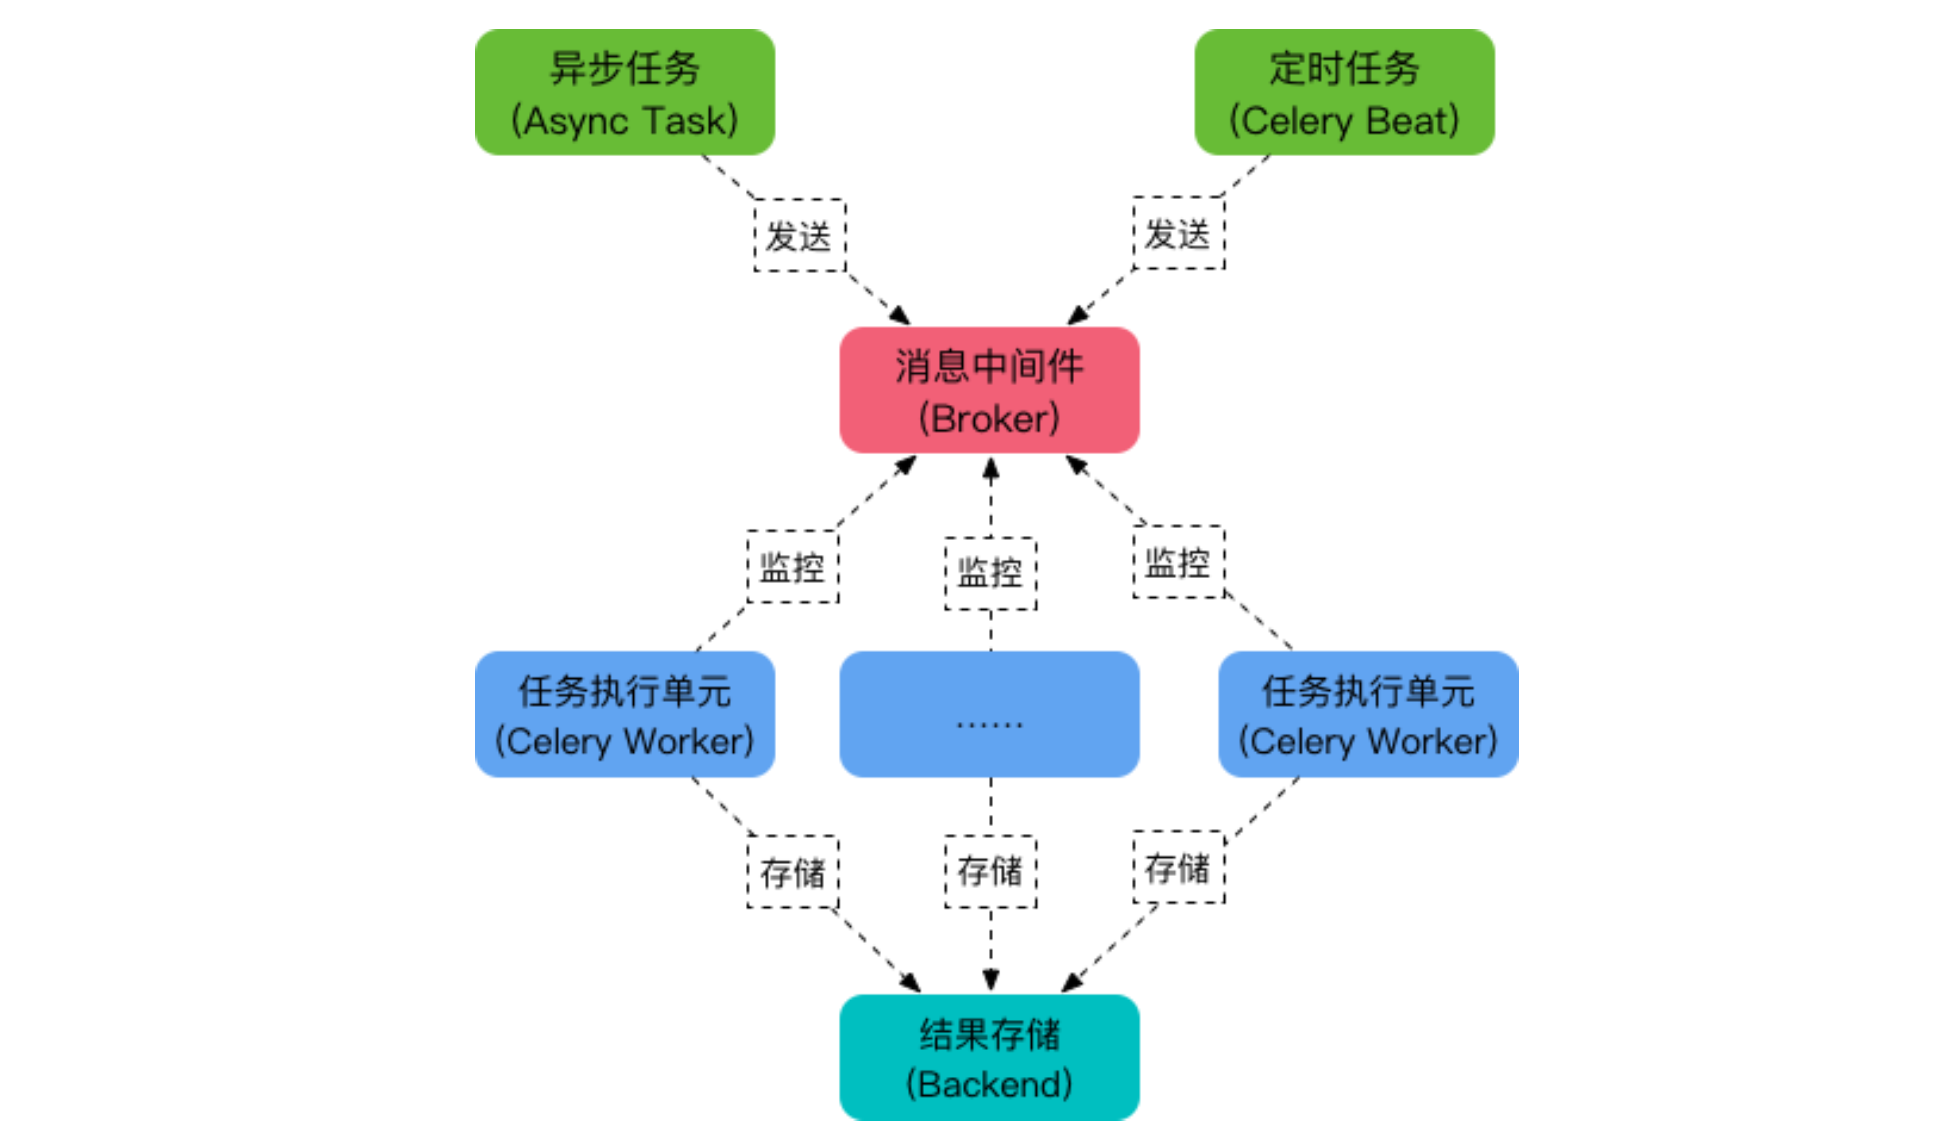 异步任务
(Async Task)
定时任务
(Celery Beat)
发送
发送
消息中间件
(Broker)
监控
监控
监控
任务执行单元
(Celery Worker)
......
任务执行单元
(Celery Worker)
存储
存储
存储
结果存储
(Backend)